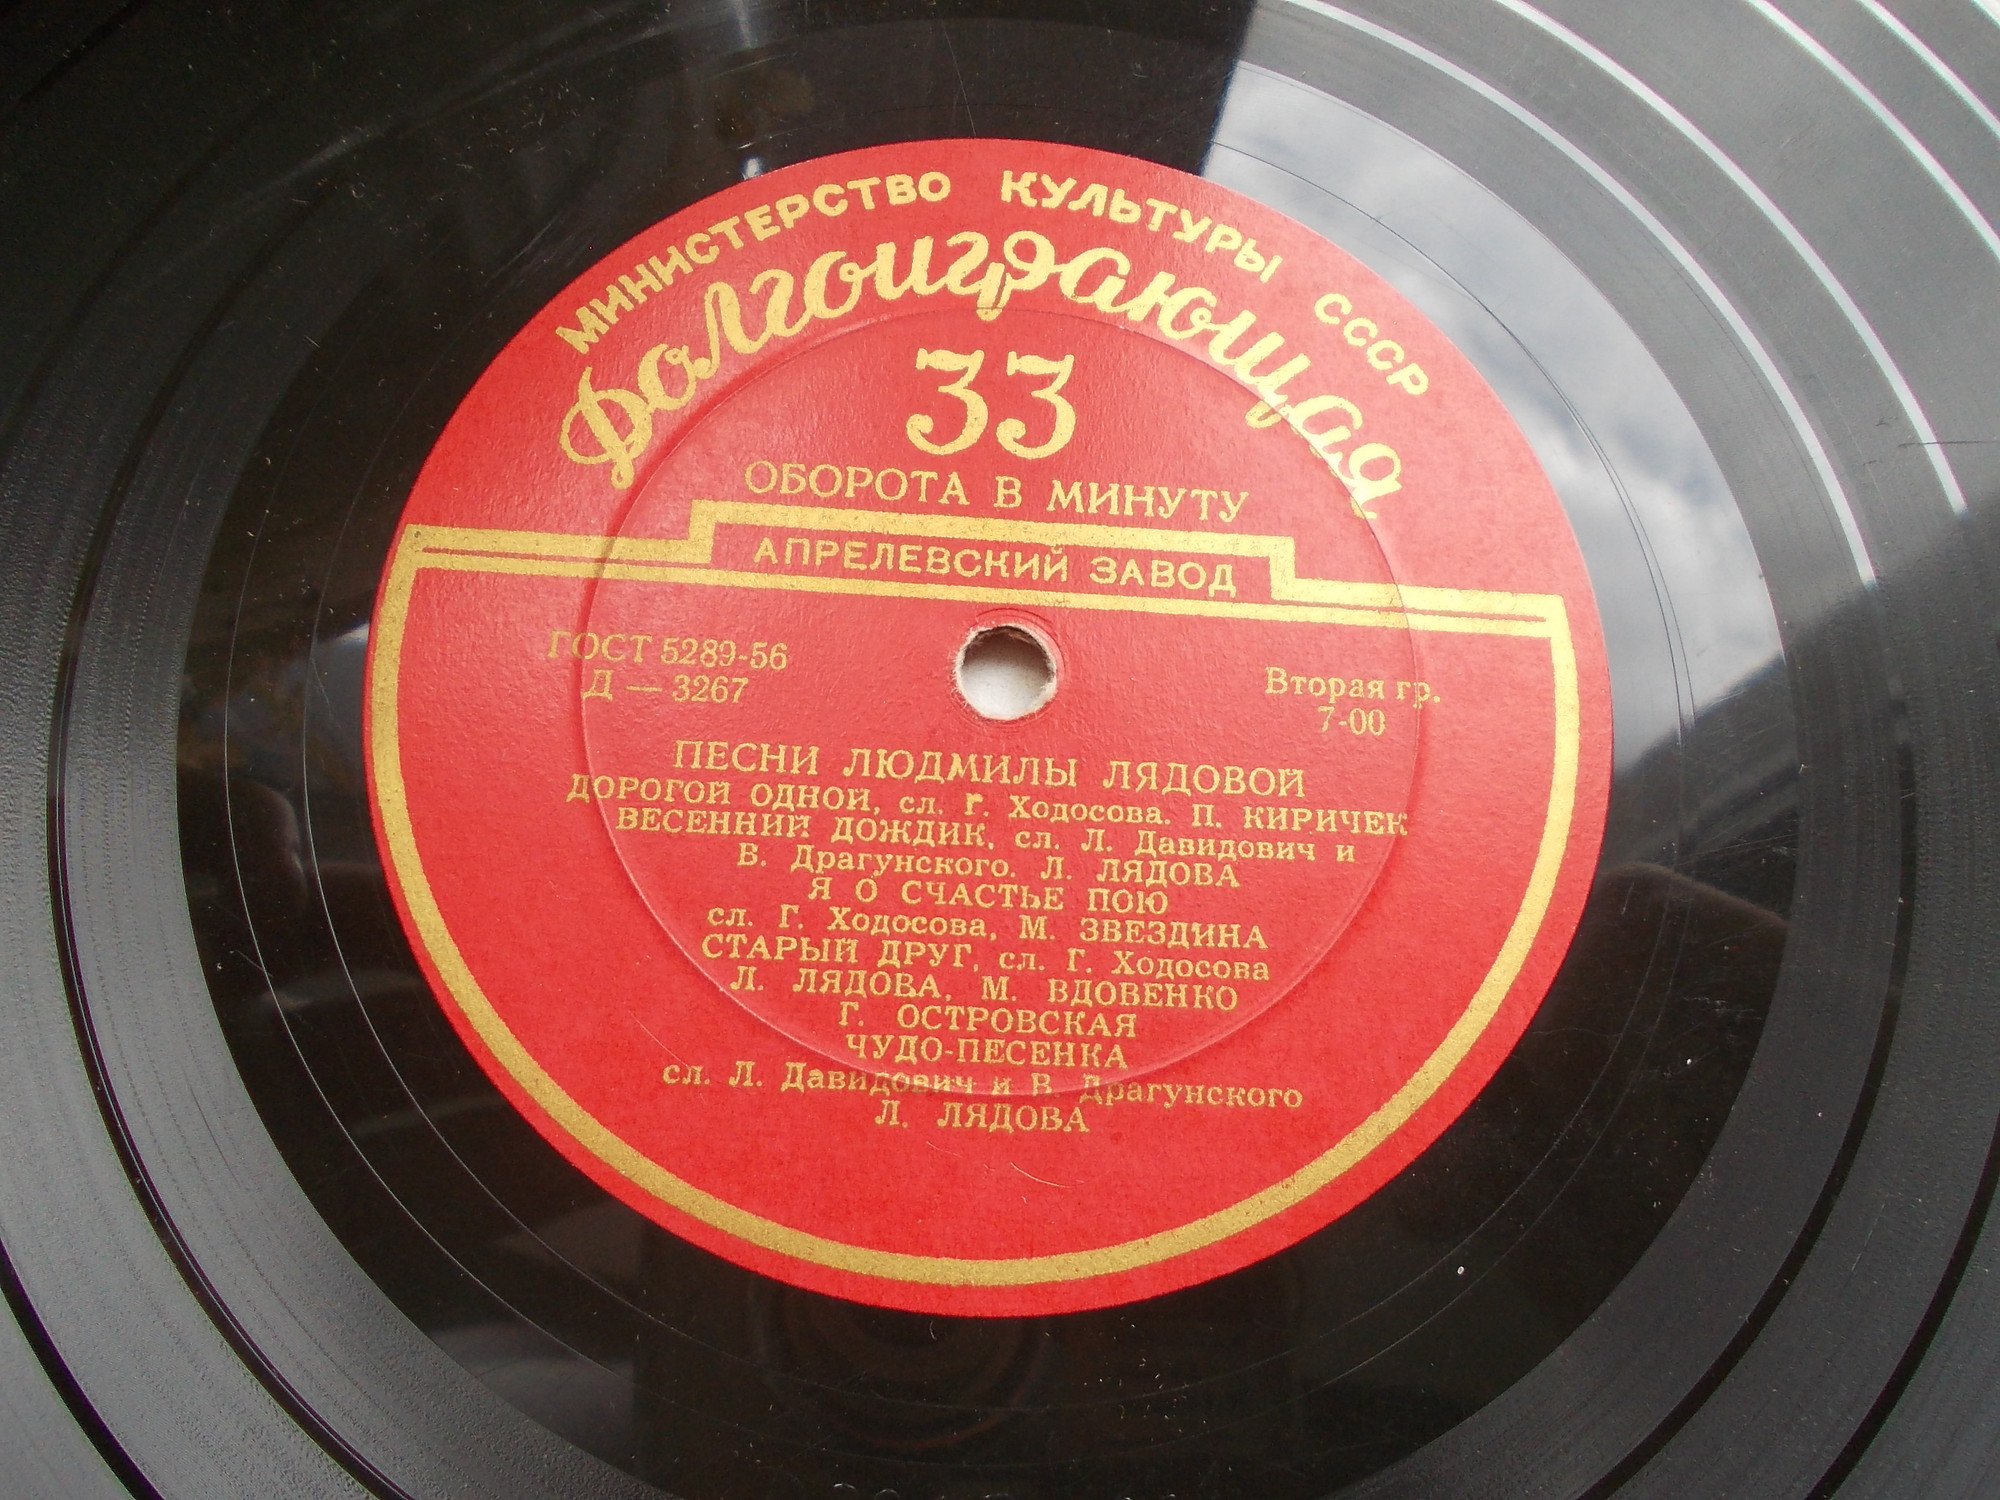 МИНИСТЕРСТВО КУЛЬТУРЫ СССР
Долгоиграющая
33
ОБОРОТА В МИНУТУ
АПРЕЛЕВСКИЙ ЗАВОД
ГОСТ 5289-56
Д — 3267
Вторая гр.
7-00
ПЕСНИ ЛЮДМИЛЫ ЛЯДОВОЙ
ДОРОГОЙ ОДНОЙ, сл. Г. Ходосова. П. КИРИЧЕК
ВЕСЕННИЙ ДОЖДИК, сл. Л. Давидович и
В. Драгунского. Л. ЛЯДОВА
Я О СЧАСТЬЕ ПОЮ
сл. Г. Ходосова, М. ЗВЕЗДИНА
СТАРЫЙ ДРУГ, сл. Г. Ходосова
Л. ЛЯДОВА, М. ВДОВЕНКО
Г. ОСТРОВСКАЯ
ЧУДО-ПЕСЕНКА
сл. Л. Давидович и В. Драгунского
Л. ЛЯДОВА